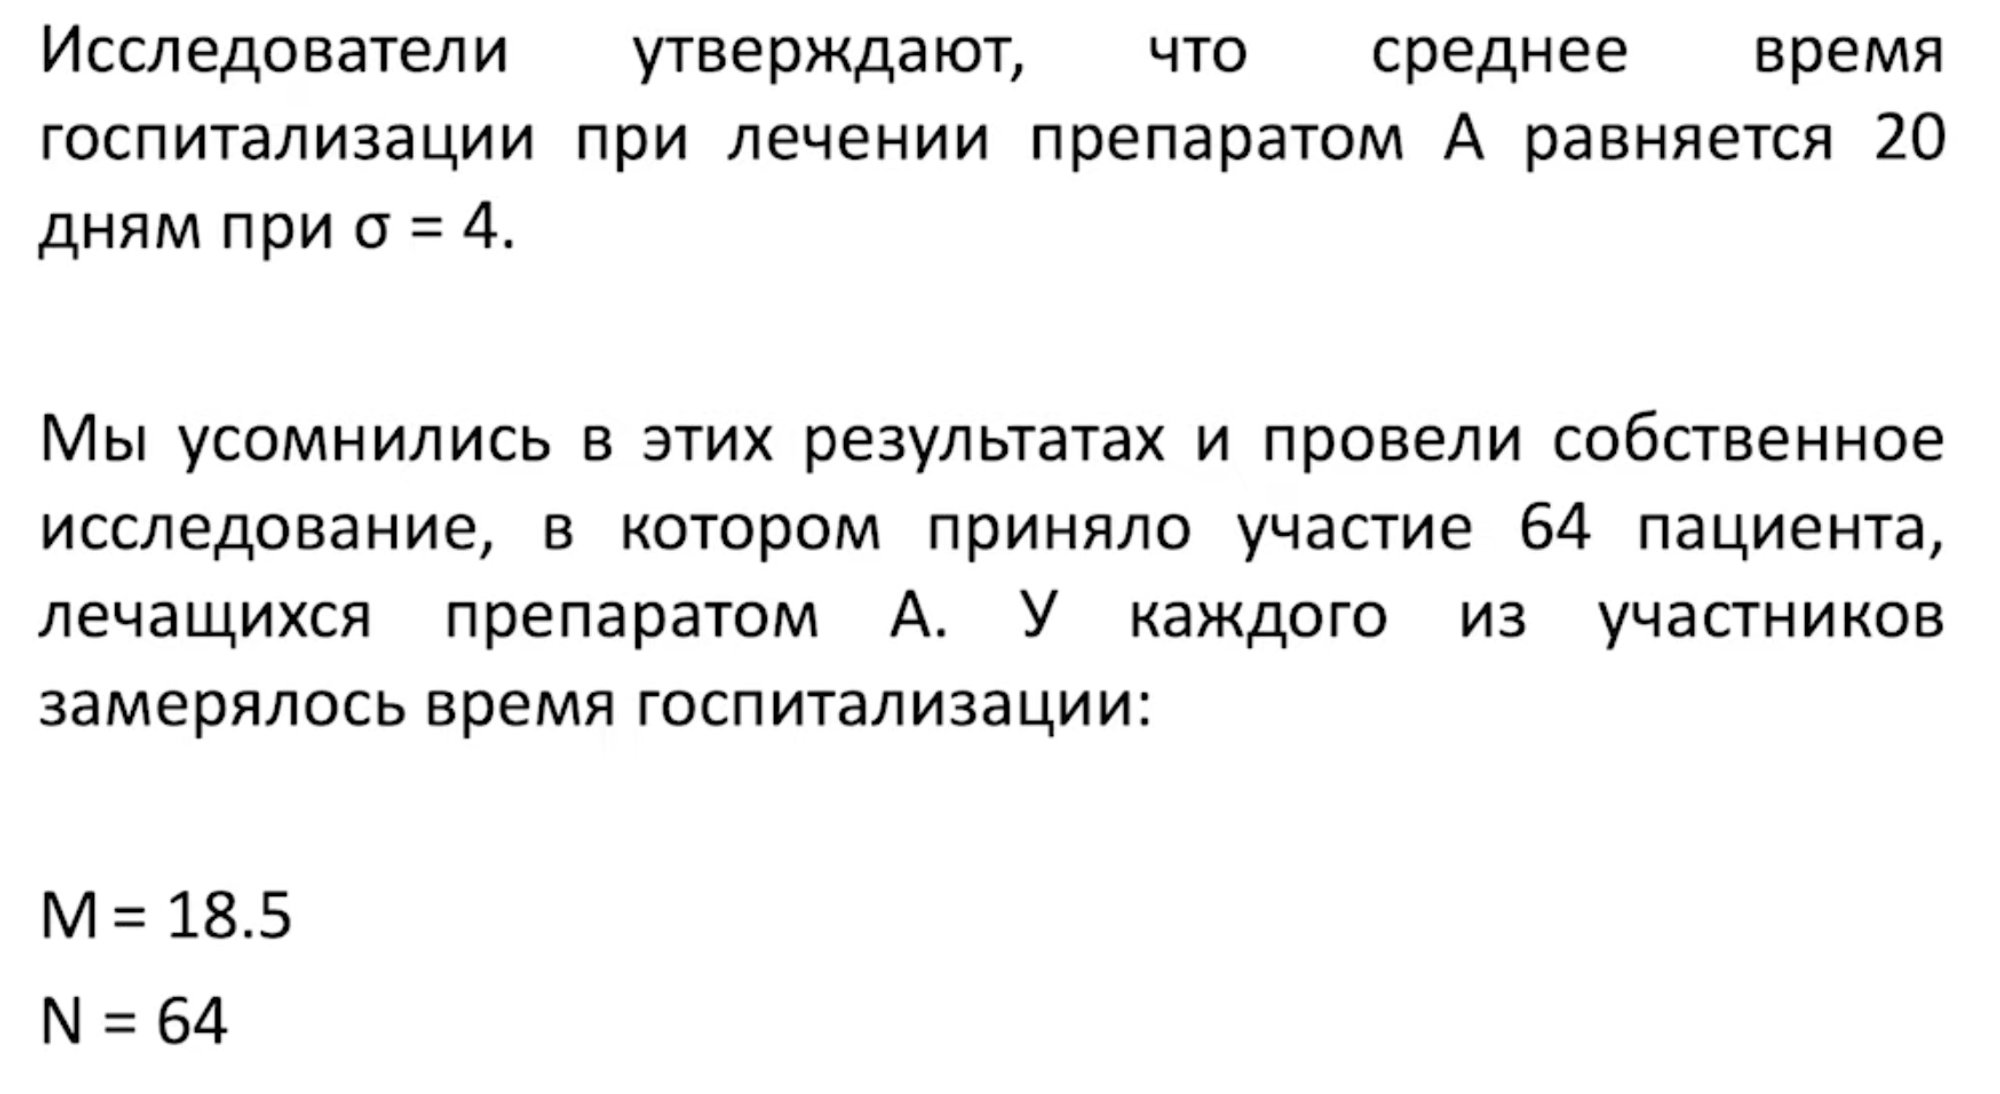 Исследователи утверждают, что среднее время
госпитализации при лечении препаратом А равняется 20
дням при σ = 4.
Мы усомнились в этих результатах и провели собственное
исследование, в котором приняло участие 64 пациента,
лечащихся препаратом А. У каждого из участников
замерялось время госпитализации:
M = 18.5
N = 64